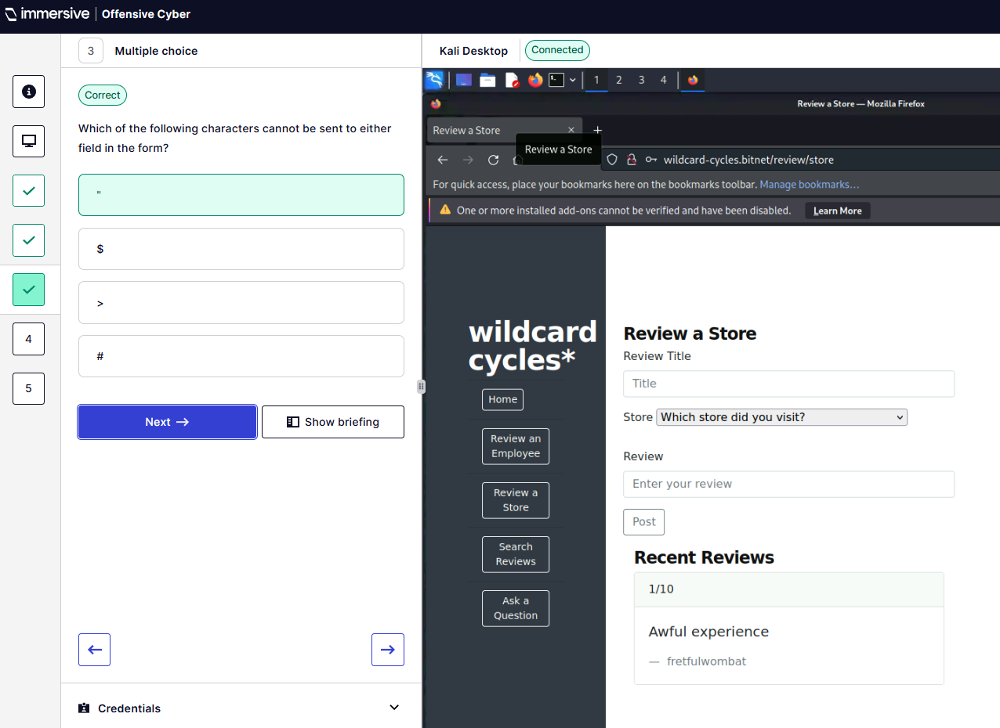 immersive | Offensive Cyber
3 Multiple choice
Correct
Which of the following characters cannot be sent to either
field in the form?
"
$
>
#
Next →
Show briefing
4
5
← →
Credentials
Kali Desktop
Connected
1 2 3 4
Review a Store — Mozilla Firefox
Review a Store × +
Review a Store
wildcard-cycles.bitnet/review/store
For quick access, place your bookmarks here on the bookmarks toolbar. Manage bookmarks…
One or more installed add-ons cannot be verified and have been disabled. Learn More
wildcard
cycles*
Home
Review an
Employee
Review a
Store
Search
Reviews
Ask a
Question
Review a Store
Review Title
Title
Store Which store did you visit?
Review
Enter your review
Post
Recent Reviews
1/10
Awful experience
— fretfulwombat